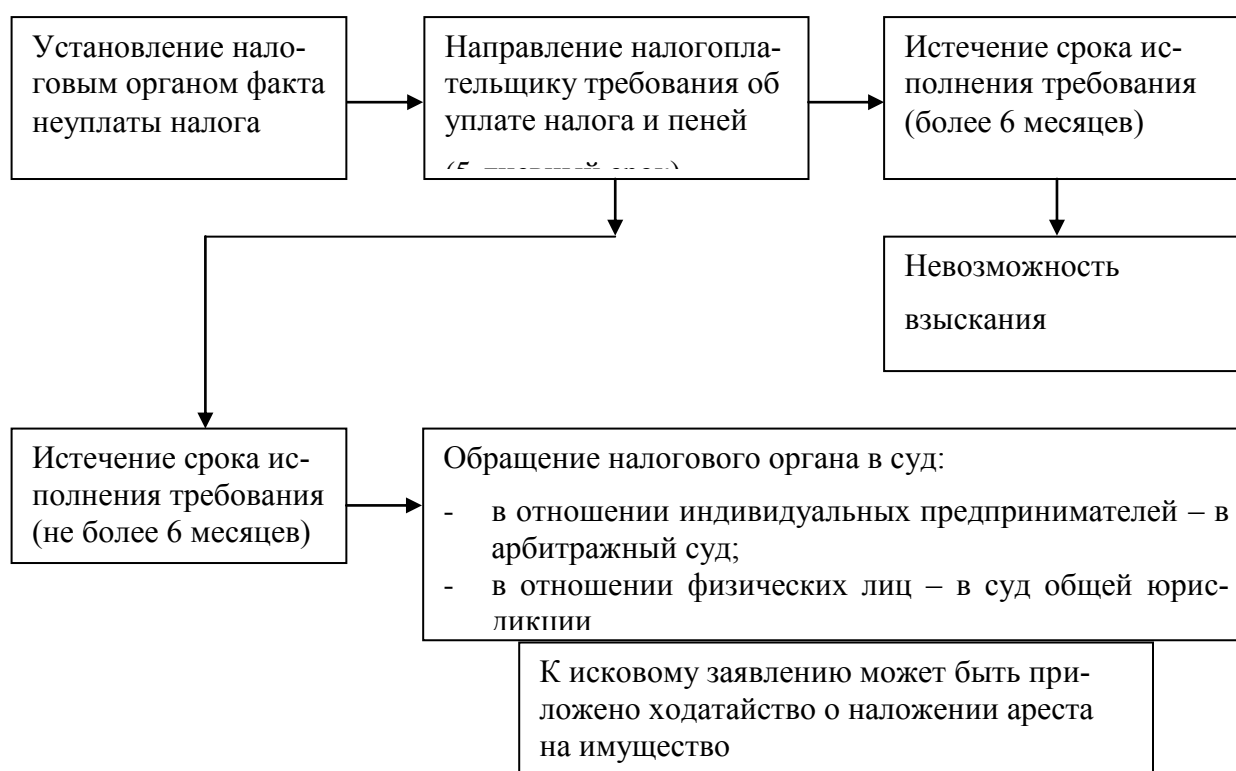 Установление нало-
говым органом факта
неуплаты налога
Направление налогопла-
тельщику требования об
уплате налога и пеней
Истечение срока ис-
полнения требования
(более 6 месяцев)
Невозможность
взыскания
Истечение срока ис-
полнения требования
(не более 6 месяцев)
Обращение налогового органа в суд:
- в отношении индивидуальных предпринимателей – в
арбитражный суд;
- в отношении физических лиц – в суд общей юрис-
дикции
К исковому заявлению может быть при-
ложено ходатайство о наложении ареста
на имущество